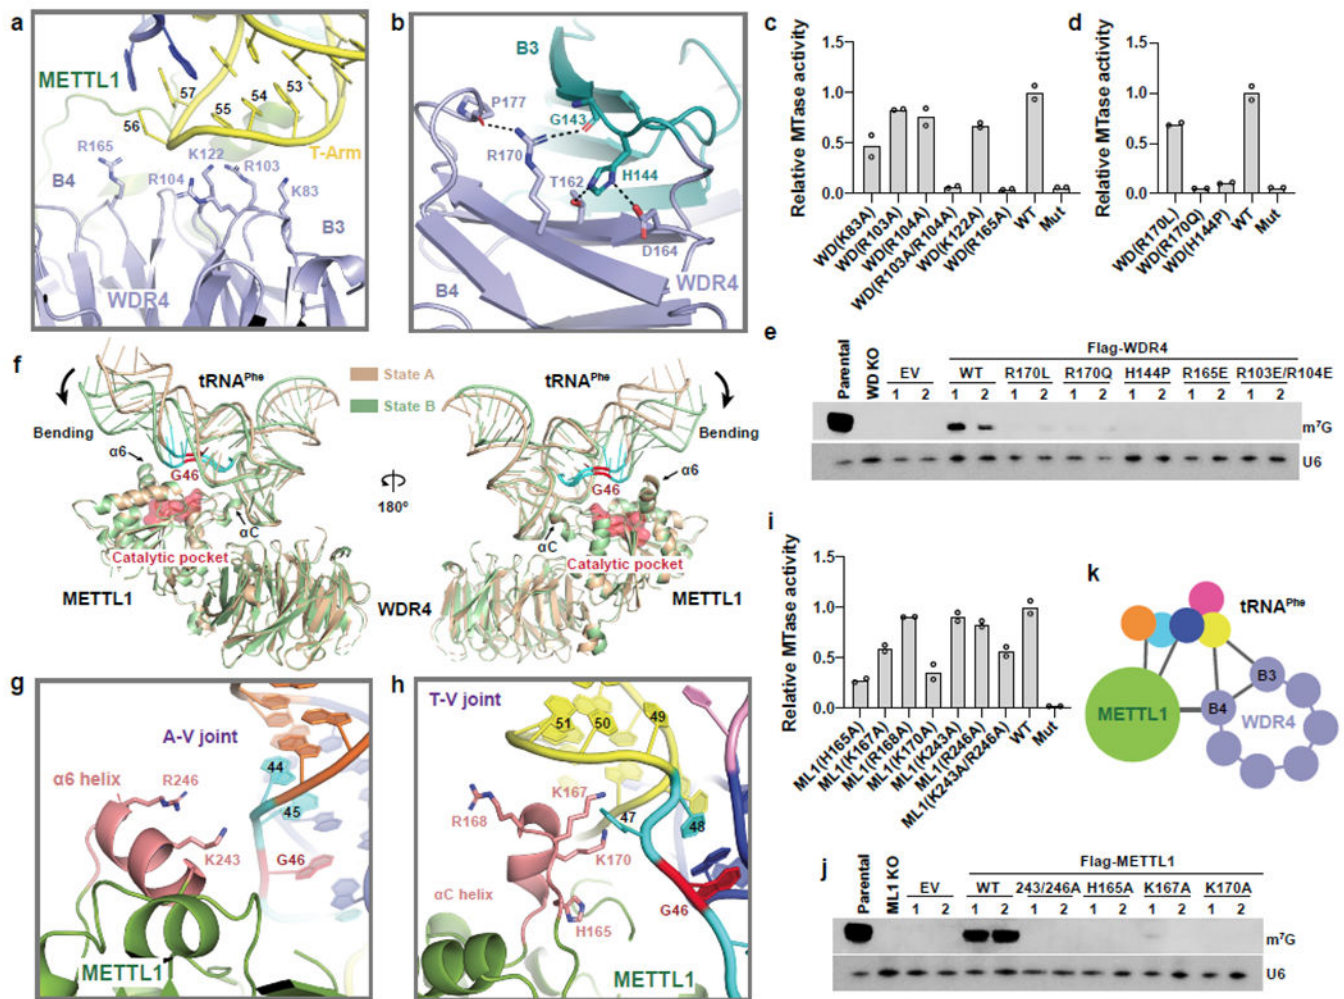 a
METTL1
57
56
55
54
53
T-Arm
R165
K122
R103
R104
K83
B4
B3
WDR4
b
B3
P177
G143
R170
T162
H144
D164
B4
WDR4
c
Relative MTase activity
1.5
1.0
0.5
0.0
WD(K83A)
WD(R103A)
WD(R104A)
WD(R103A/R104A)
WD(K122A)
WD(R165A)
WT
Mut
d
Relative MTase activity
1.5
1.0
0.5
0.0
WD(R170L)
WD(R170Q)
WD(H144P)
WT
Mut
e
Flag-WDR4
Parental
WD KO
EV WT R170L R170Q H144P R165E R103E/R104E
1 2 1 2 1 2 1 2 1 2 1 2 1 2
m⁷G
U6
f
tRNAᴾʰᵉ
State A
State B
tRNAᴾʰᵉ
Bending
Bending
α6
α6
G46
G46
180º
αC
αC
Catalytic pocket
Catalytic pocket
METTL1
WDR4
METTL1
g
A-V joint
α6 helix
R246
44
45
K243
G46
METTL1
h
T-V joint
51
50
49
K167
R168
47
48
K170
αC helix
G46
H165
METTL1
i
Relative MTase activity
1.5
1.0
0.5
0.0
ML1(H165A)
ML1(K167A)
ML1(R168A)
ML1(K170A)
ML1(K243A)
ML1(R246A)
ML1(K243A/R246A)
WT
Mut
k
tRNAᴾʰᵉ
B3
B4
METTL1
WDR4
j
Flag-METTL1
Parental
ML1 KO
EV WT 243/246A H165A K167A K170A
1 2 1 2 1 2 1 2 1 2 1 2
m⁷G
U6